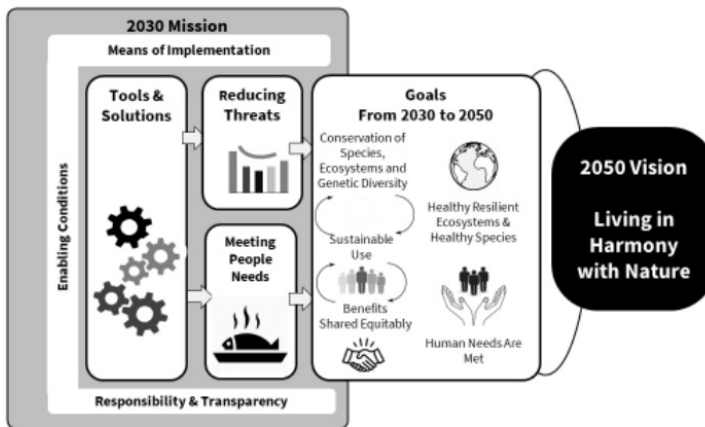 2030 Mission
Means of Implementation
Enabling Conditions
Tools &
Solutions
Reducing
Threats
Meeting
People
Needs
Goals
From 2030 to 2050
Conservation of
Species,
Ecosystems and
Genetic Diversity
Sustainable
Use
Benefits
Shared Equitably
Healthy Resilient
Ecosystems &
Healthy Species
Human Needs Are
Met
2050 Vision
Living in
Harmony
with Nature
Responsibility & Transparency